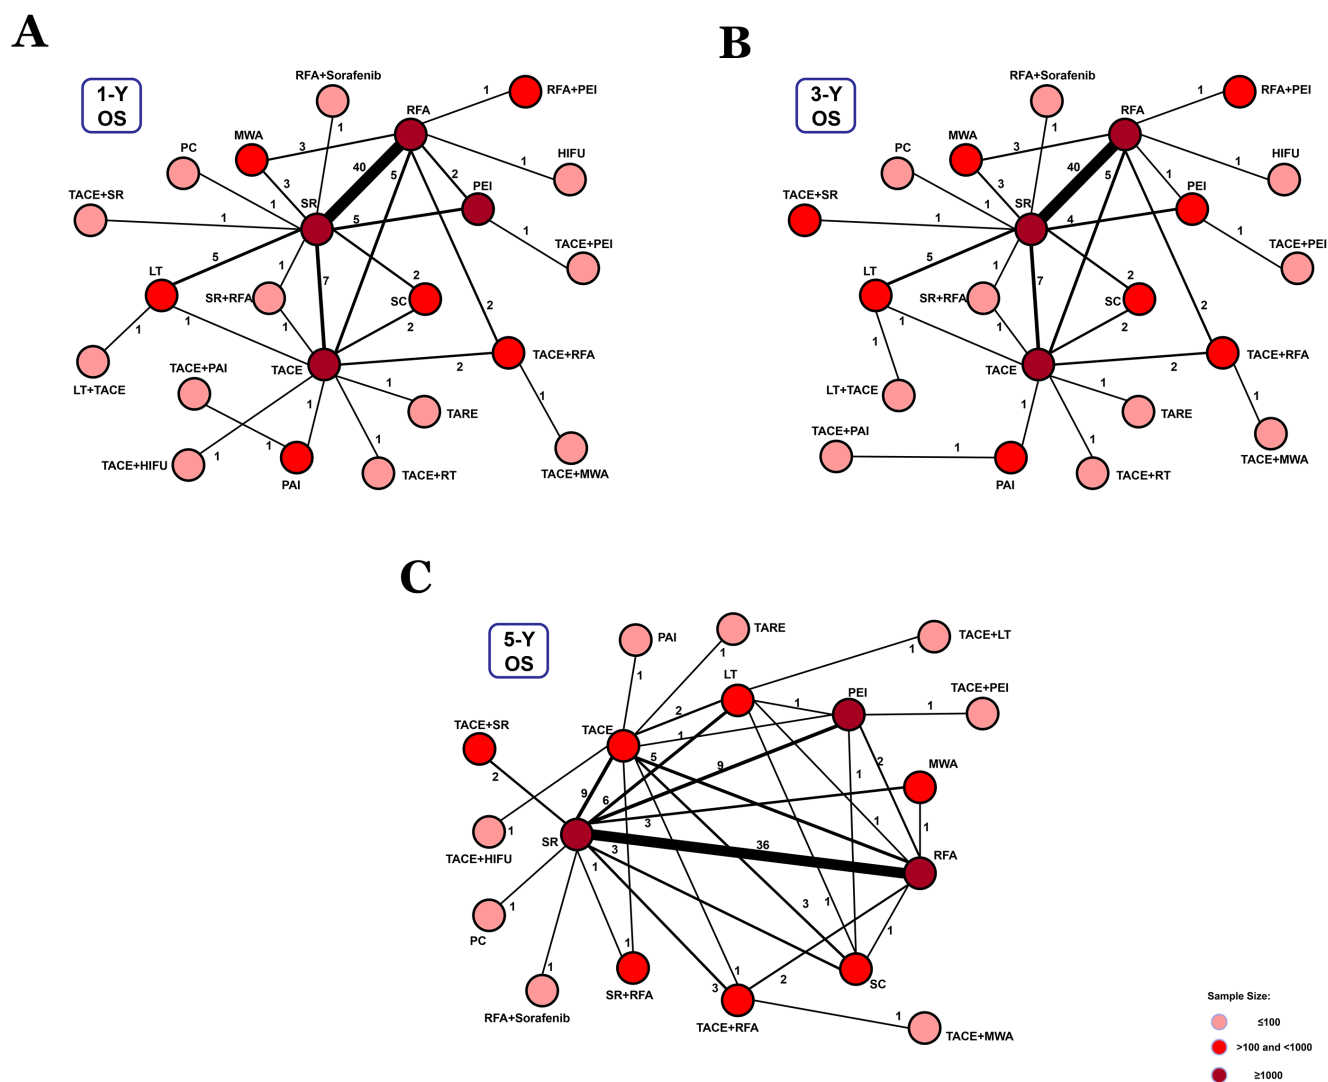 A
1-Y
OS
RFA+Sorafenib
1
RFA
1
RFA+PEI
MWA
3
40
5
2
1
HIFU
PC
3
PEI
TACE+SR
1
1
SR
5
1
TACE+PEI
LT
5
1
7
2
SR+RFA
SC
2
1
1
1
2
TACE+PAI
TACE
2
TACE+RFA
LT+TACE
1
1
TARE
1
1
1
TACE+HIFU
1
PAI
TACE+RT
TACE+MWA
B
3-Y
OS
RFA+Sorafenib
1
RFA
1
RFA+PEI
MWA
3
40
5
1
1
HIFU
PC
3
PEI
TACE+SR
1
1
SR
4
1
TACE+PEI
LT
5
1
7
2
SR+RFA
SC
2
1
1
1
2
TACE
2
TACE+RFA
LT+TACE
1
1
TARE
1
TACE+PAI
1
1
PAI
TACE+RT
TACE+MWA
C
5-Y
OS
PAI
1
TARE
1
TACE+LT
1
LT
PEI
TACE+PEI
TACE+SR
TACE
2
1
1
1
2
5
9
2
MWA
9
6
1
3
1
1
SR
1
TACE+HIFU
3
36
RFA
1
1
PC
3
1
1
1
SR+RFA
1
RFA+Sorafenib
1
3
2
SC
TACE+RFA
1
TACE+MWA
Sample Size:
≤100
>100 and <1000
≥1000